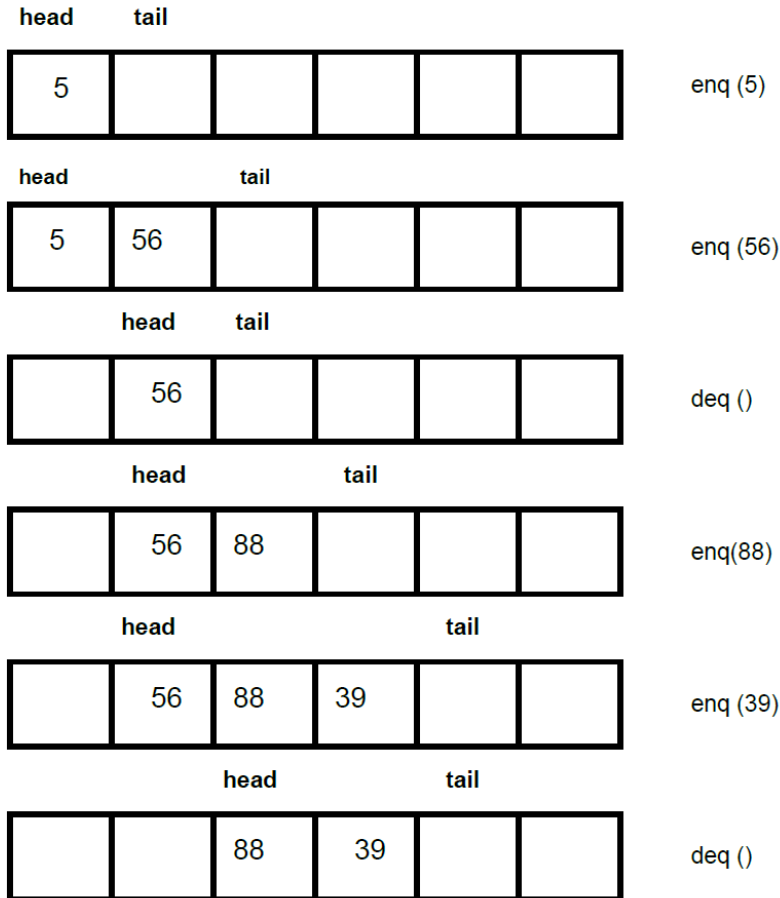 head tail
5 enq (5)
head tail
5 56 enq (56)
head tail
56 deq ()
head tail
56 88 enq(88)
head tail
56 88 39 enq (39)
head tail
88 39 deq ()